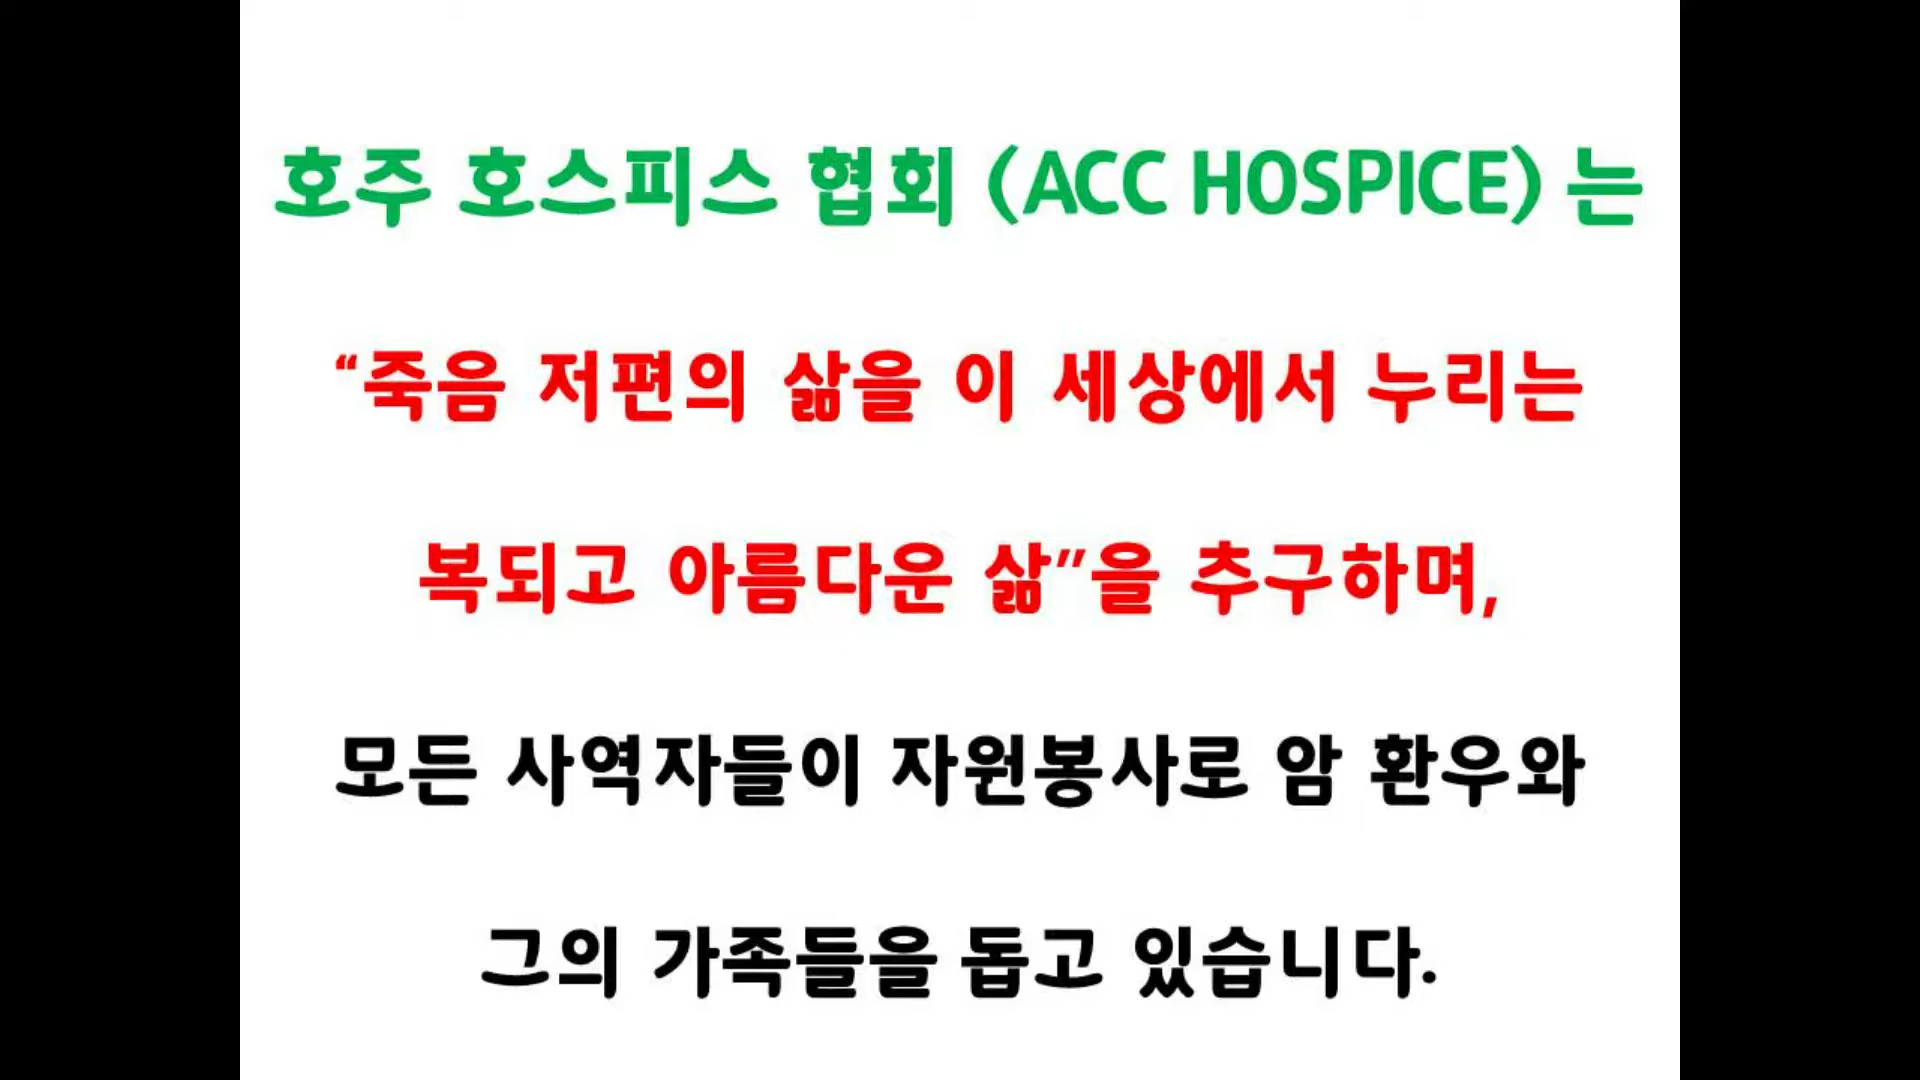 호주 호스피스 협회 (ACC HOSPICE) 는
“죽음 저편의 삶을 이 세상에서 누리는
복되고 아름다운 삶”을 추구하며,
모든 사역자들이 자원봉사로 암 환우와
그의 가족들을 돕고 있습니다.